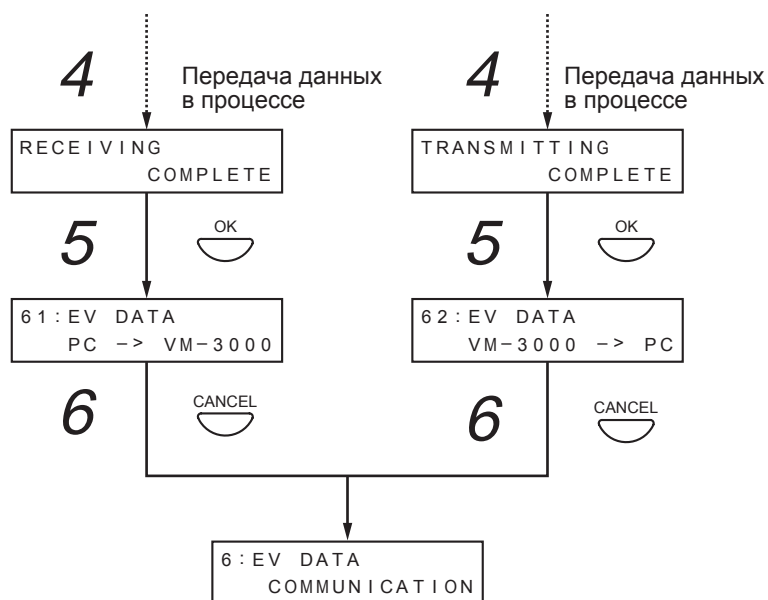 4
Передача данных
в процессе
RECEIVING
COMPLETE
5
OK
61:EV DATA
PC -> VM-3000
6
CANCEL
4
Передача данных
в процессе
TRANSMITTING
COMPLETE
5
OK
62:EV DATA
VM-3000 -> PC
6
CANCEL
6:EV DATA
COMMUNICATION